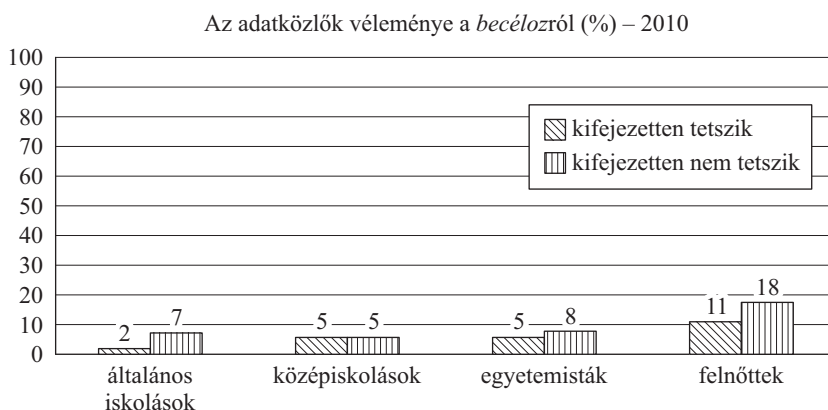 Az adatközlők véleménye a becélozról (%) – 2010
100
90
80
70
60
50
40
30
20
10
0
kifejezetten tetszik
kifejezetten nem tetszik
2
7
5
5
5
8
11
18
általános
iskolások
középiskolások
egyetemisták
felnőttek